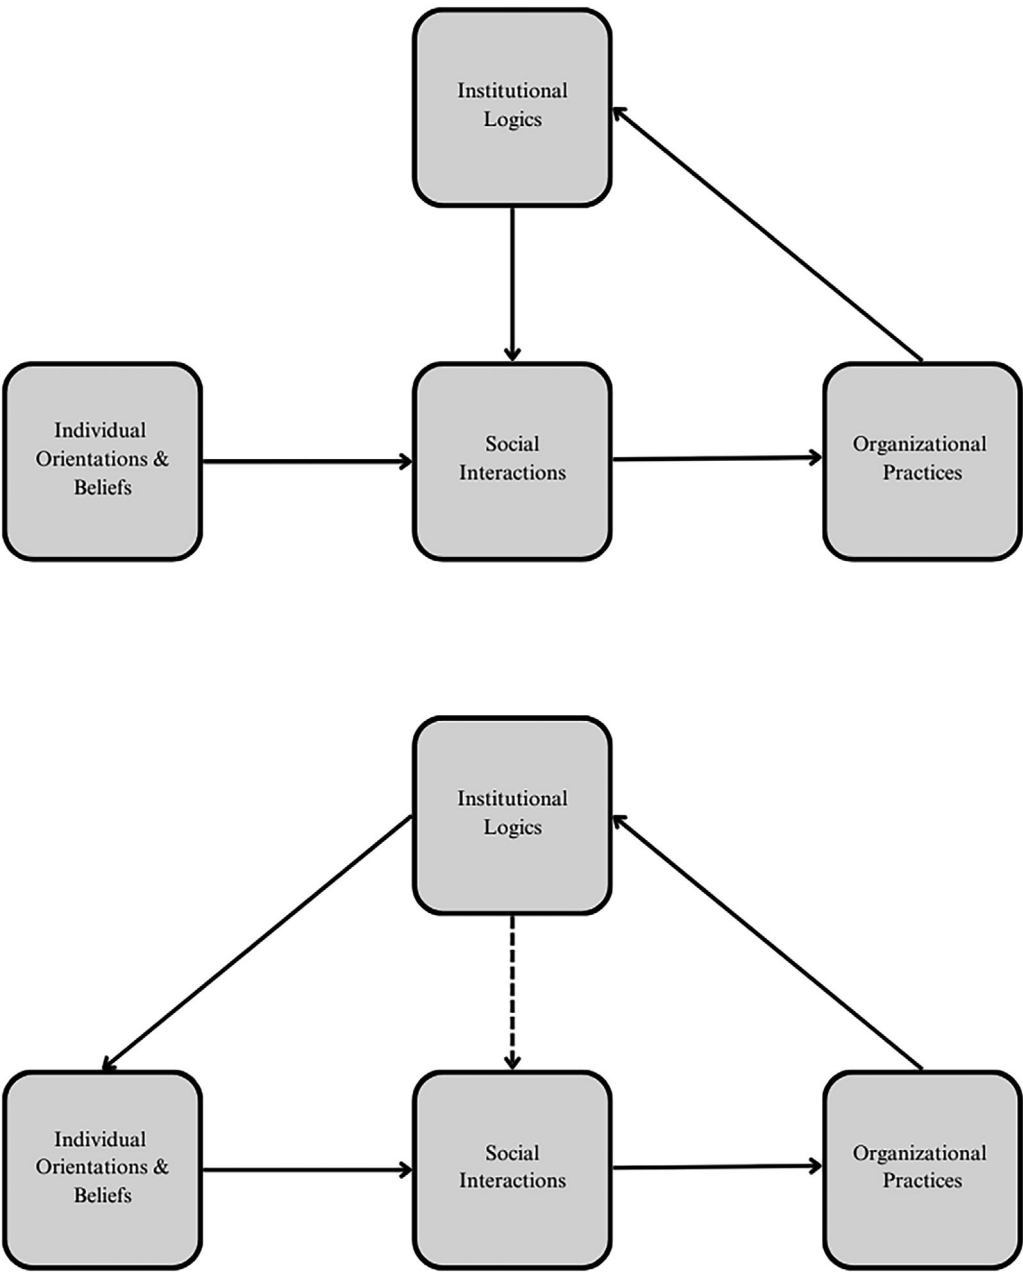 Institutional
Logics
Individual
Orientations &
Beliefs
Social
Interactions
Organizational
Practices
Institutional
Logics
Individual
Orientations &
Beliefs
Social
Interactions
Organizational
Practices